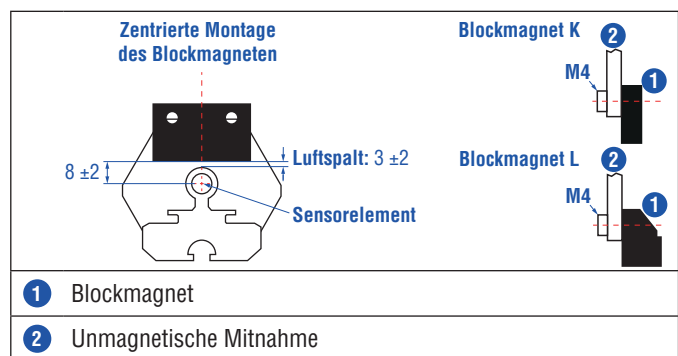 Zentrierte Montage
des Blockmagneten
8 ±2
Luftspalt: 3 ±2
Sensorelement
Blockmagnet K
2
M4
1
Blockmagnet L
2
M4
1
1 Blockmagnet
2 Unmagnetische Mitnahme